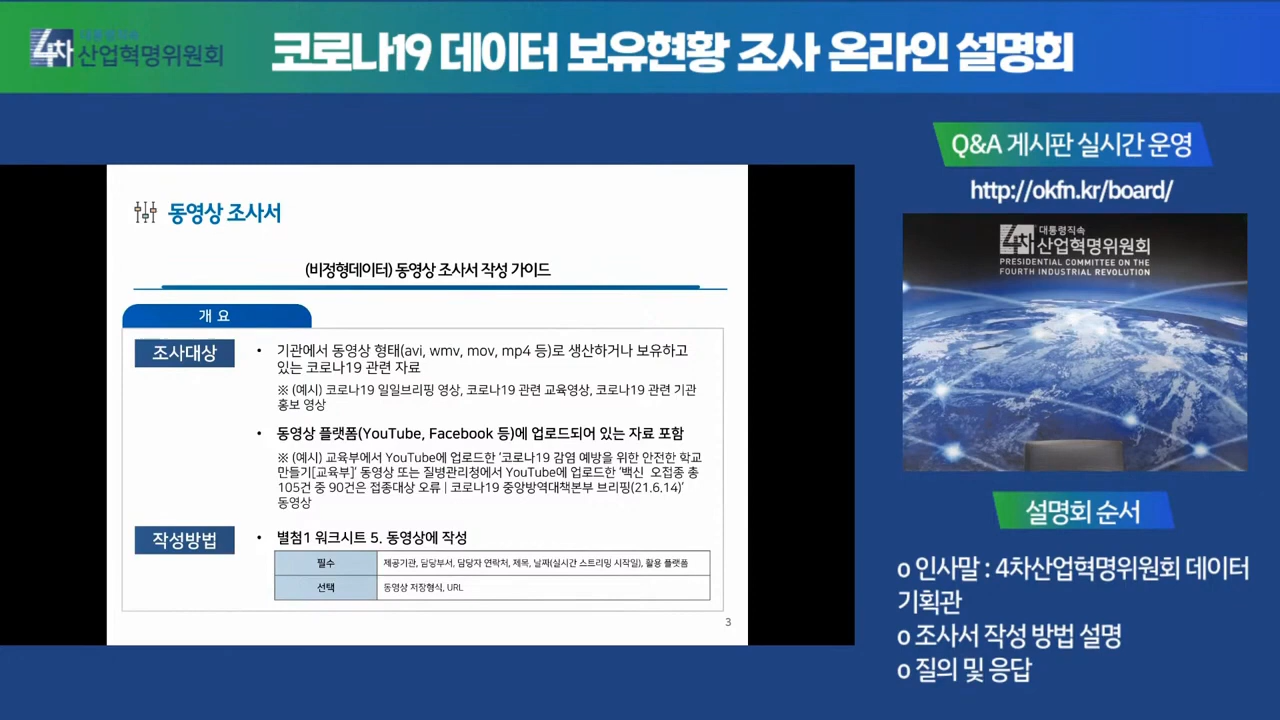 대통령직속
4차 산업혁명위원회
코로나19 데이터 보유현황 조사 온라인 설명회
동영상 조사서
(비정형데이터) 동영상 조사서 작성 가이드
개 요
조사대상
• 기관에서 동영상 형태(avi, wmv, mov, mp4 등)로 생산하거나 보유하고
있는 코로나19 관련 자료
※ (예시) 코로나19 일일브리핑 영상, 코로나19 관련 교육영상, 코로나19 관련 기관
홍보 영상
• 동영상 플랫폼(YouTube, Facebook 등)에 업로드되어 있는 자료 포함
※ (예시) 교육부에서 YouTube에 업로드한 '코로나19 감염 예방을 위한 안전한 학교
만들기[교육부]' 동영상 또는 질병관리청에서 YouTube에 업로드한 '백신 오접종 총
105건 중 90건은 접종대상 오류 | 코로나19 중앙방역대책본부 브리핑(21.6.14)'
동영상
작성방법
• 별첨1 워크시트 5. 동영상에 작성
필수 제공기관, 담당부서, 담당자 연락처, 제목, 날짜(실시간 스트리밍 시작일), 활용 플랫폼
선택 동영상 저장형식, URL
3
Q&A 게시판 실시간 운영
http://okfn.kr/board/
대통령직속
4차 산업혁명위원회
PRESIDENTIAL COMMITTEE ON THE
FOURTH INDUSTRIAL REVOLUTION
설명회 순서
o 인사말 : 4차산업혁명위원회 데이터
기획관
o 조사서 작성 방법 설명
o 질의 및 응답